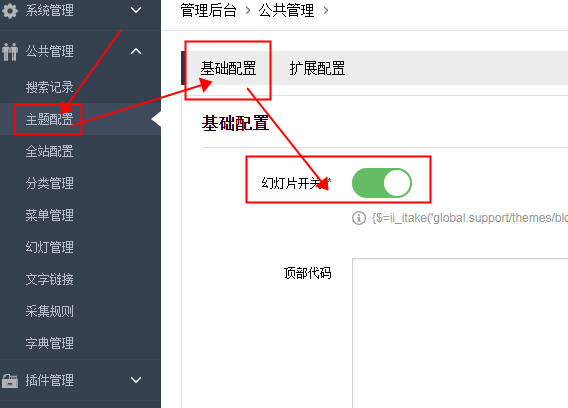 系统管理
公共管理
搜索记录
主题配置
全站配置
分类管理
菜单管理
幻灯管理
文字链接
采集规则
字典管理
插件管理
管理后台 > 公共管理 >
基础配置 扩展配置
基础配置
幻灯片开关 *
{$=ii_itake('global.support/themes/blo
顶部代码